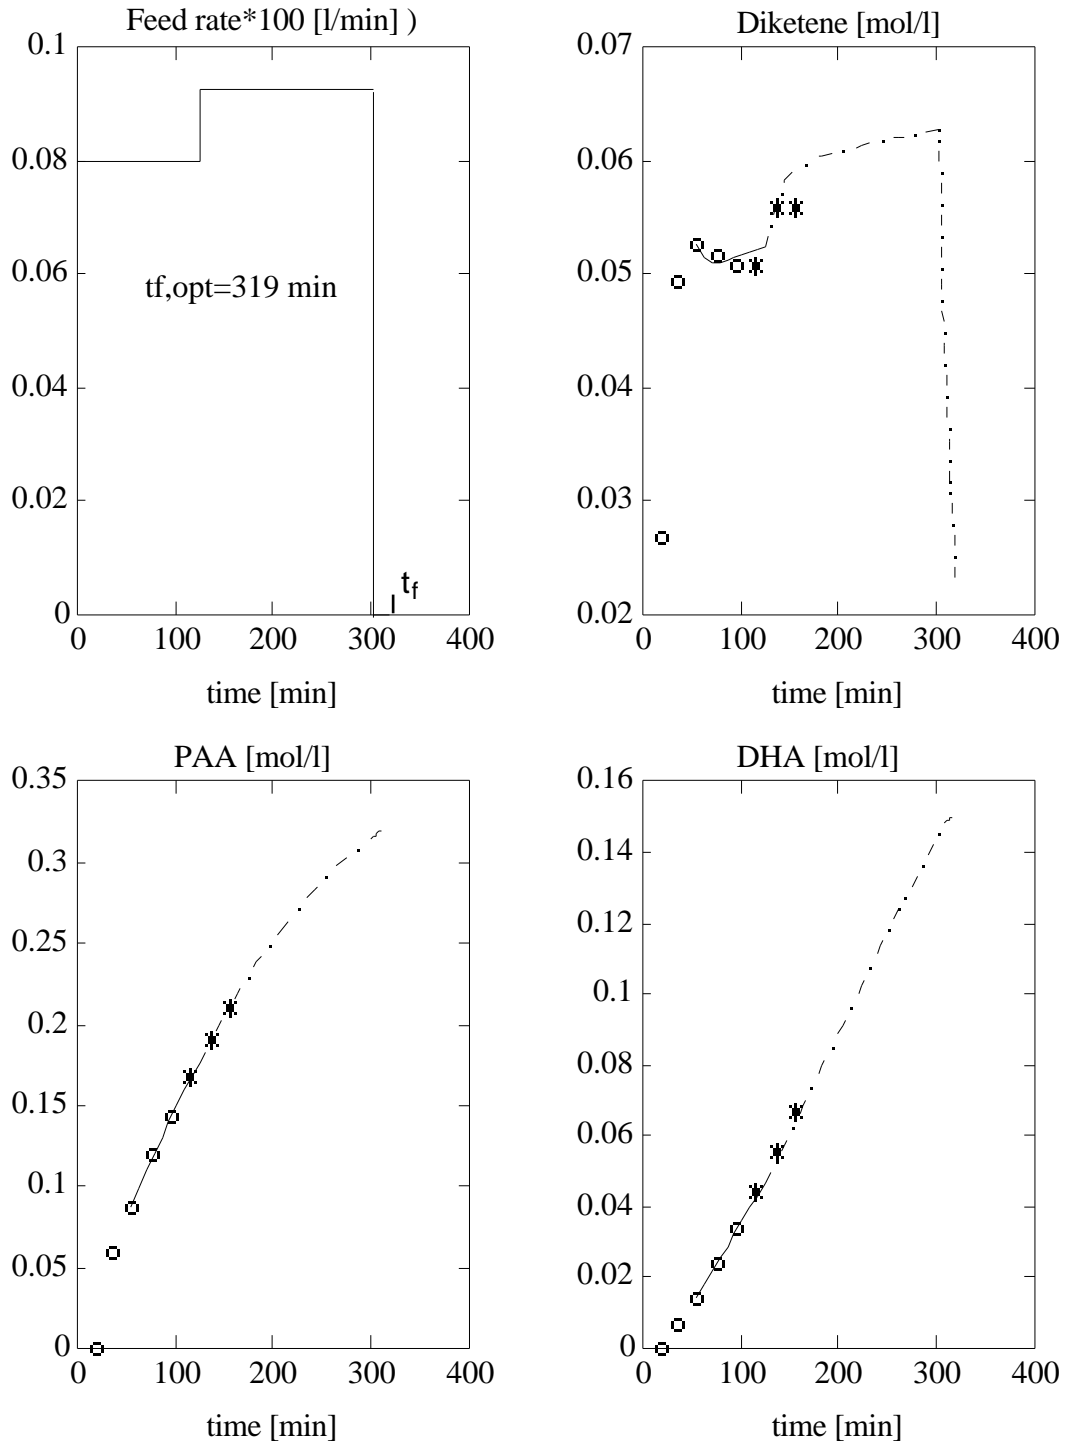 Feed rate*100 [l/min] )
0.1
0.08
0.06
0.04
0.02
0
tf,opt=319 min
tf
0 100 200 300 400
time [min]
Diketene [mol/l]
0.07
0.06
0.05
0.04
0.03
0.02
0 100 200 300 400
time [min]
PAA [mol/l]
0.35
0.3
0.25
0.2
0.15
0.1
0.05
0
0 100 200 300 400
time [min]
DHA [mol/l]
0.16
0.14
0.12
0.1
0.08
0.06
0.04
0.02
0
0 100 200 300 400
time [min]